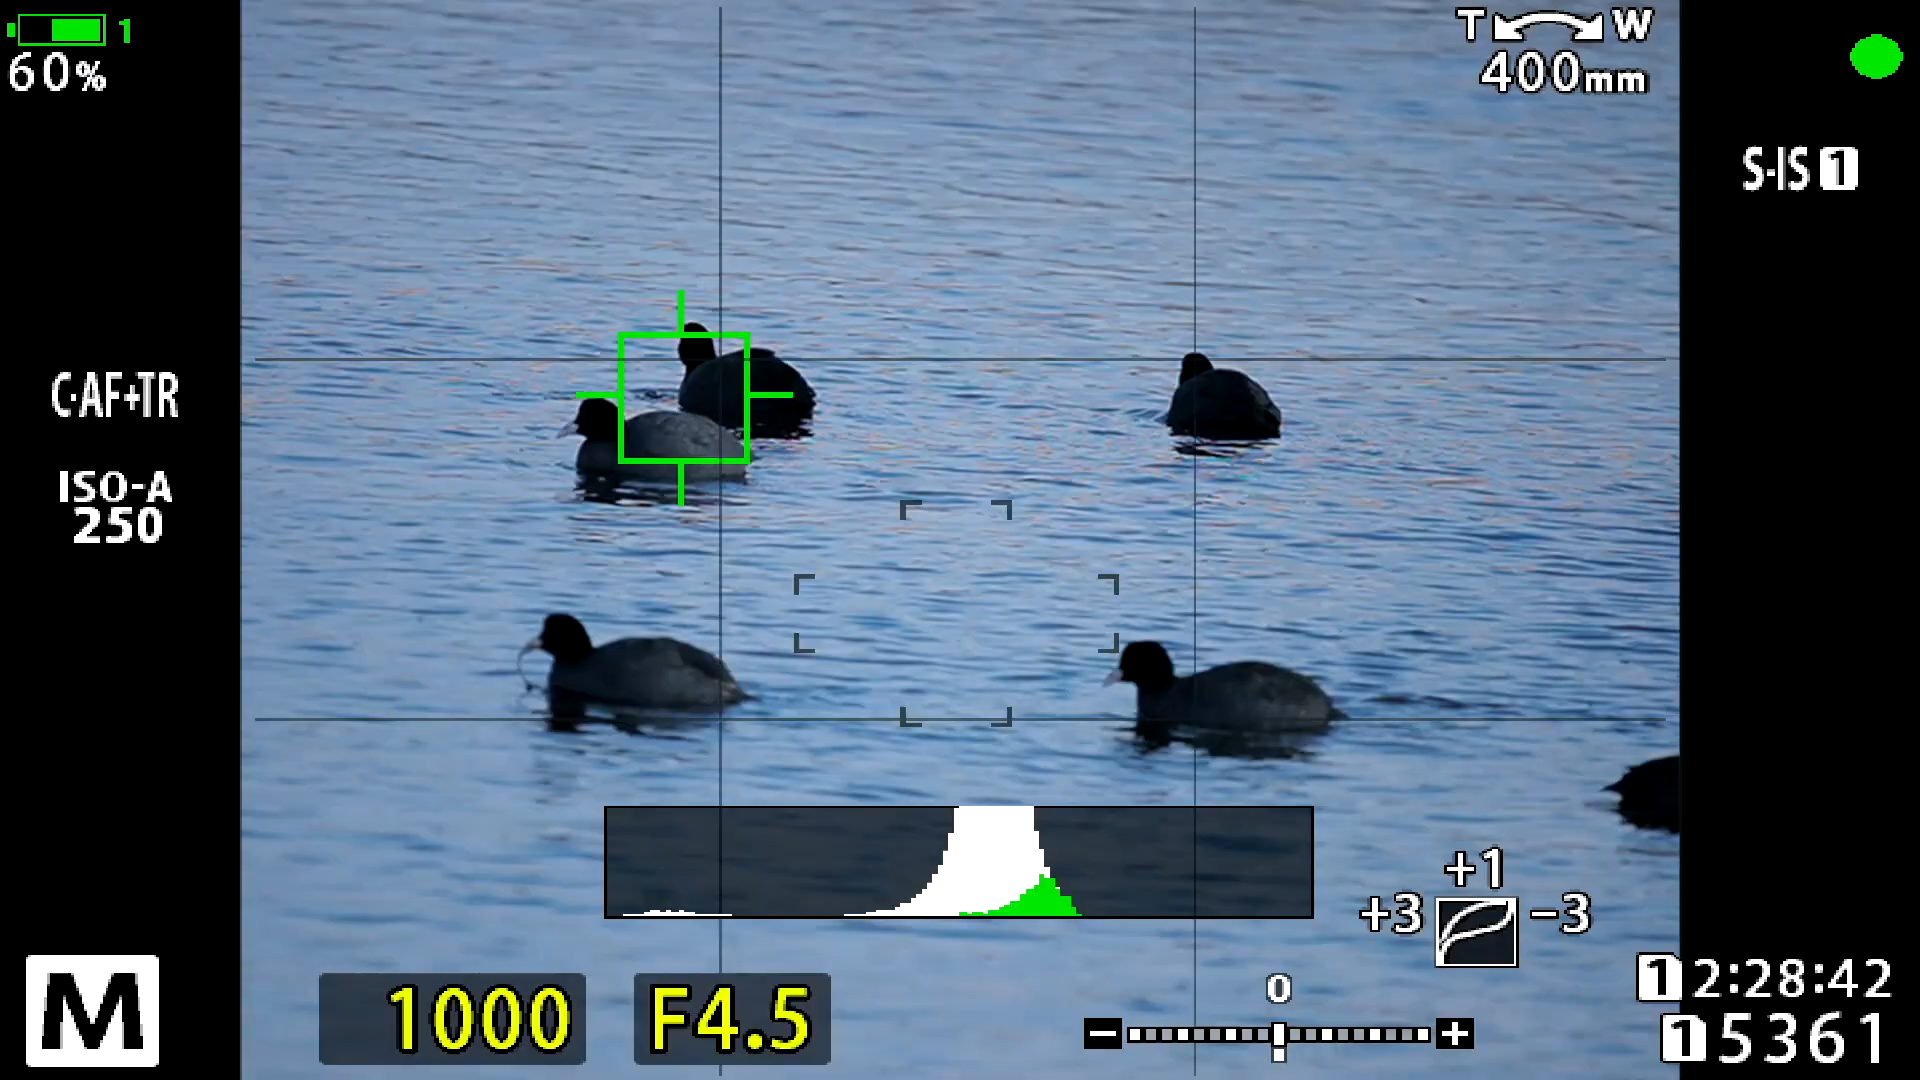 1
60%
T W
400mm
S-IS 1
C-AF+TR
ISO-A
250
+1
+3 -3
M
1000 F4.5
0
- +
1 2:28:42
1 5361